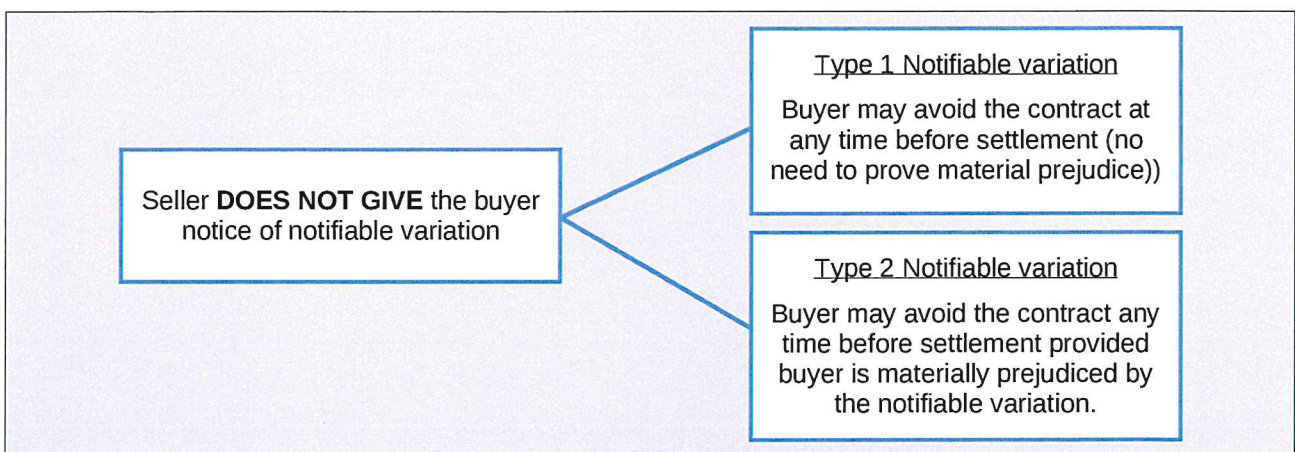 Seller DOES NOT GIVE the buyer
notice of notifiable variation
Type 1 Notifiable variation
Buyer may avoid the contract at
any time before settlement (no
need to prove material prejudice))
Type 2 Notifiable variation
Buyer may avoid the contract any
time before settlement provided
buyer is materially prejudiced by
the notifiable variation.